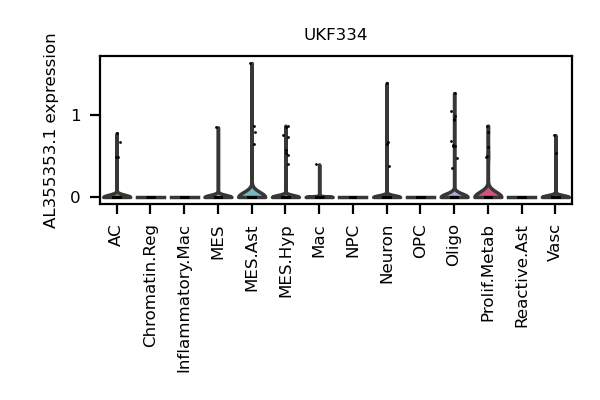 UKF334
AL355353.1 expression
1
0
AC
Chromatin.Reg
Inflammatory.Mac
MES
MES.Ast
MES.Hyp
Mac
NPC
Neuron
OPC
Oligo
Prolif.Metab
Reactive.Ast
Vasc